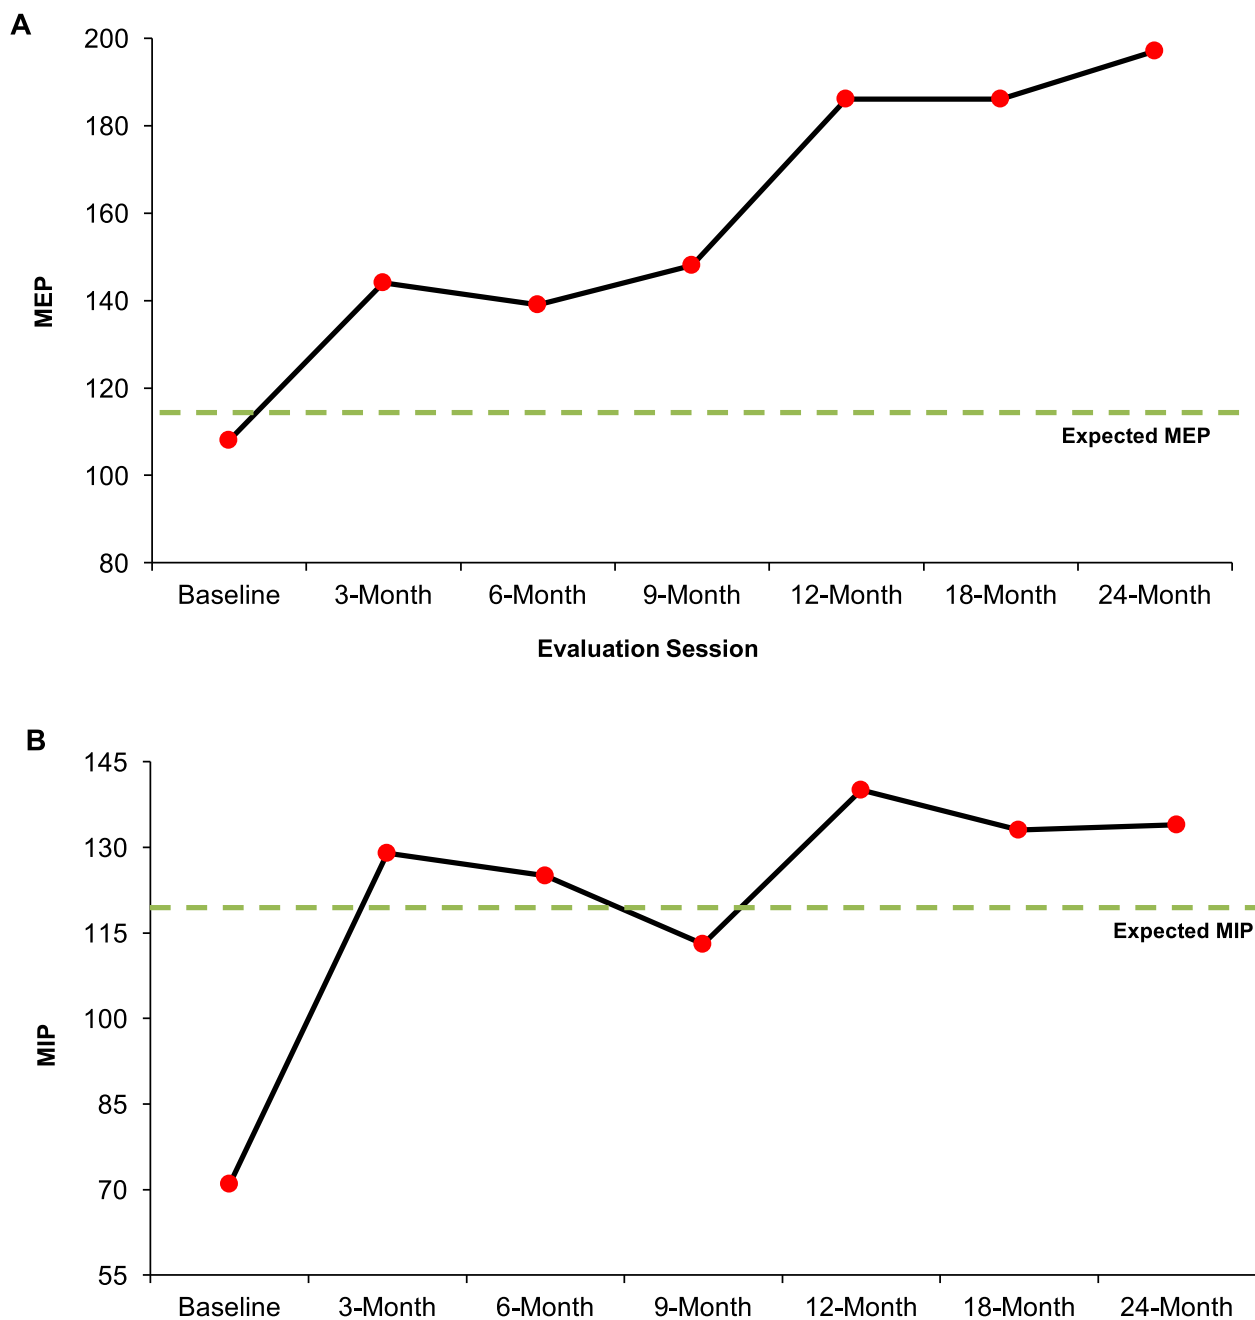 A
200
180
160
140
120
100
80
MEP
Expected MEP
Baseline 3-Month 6-Month 9-Month 12-Month 18-Month 24-Month
Evaluation Session
B
145
130
115
100
85
70
55
MIP
Expected MIP
Baseline 3-Month 6-Month 9-Month 12-Month 18-Month 24-Month